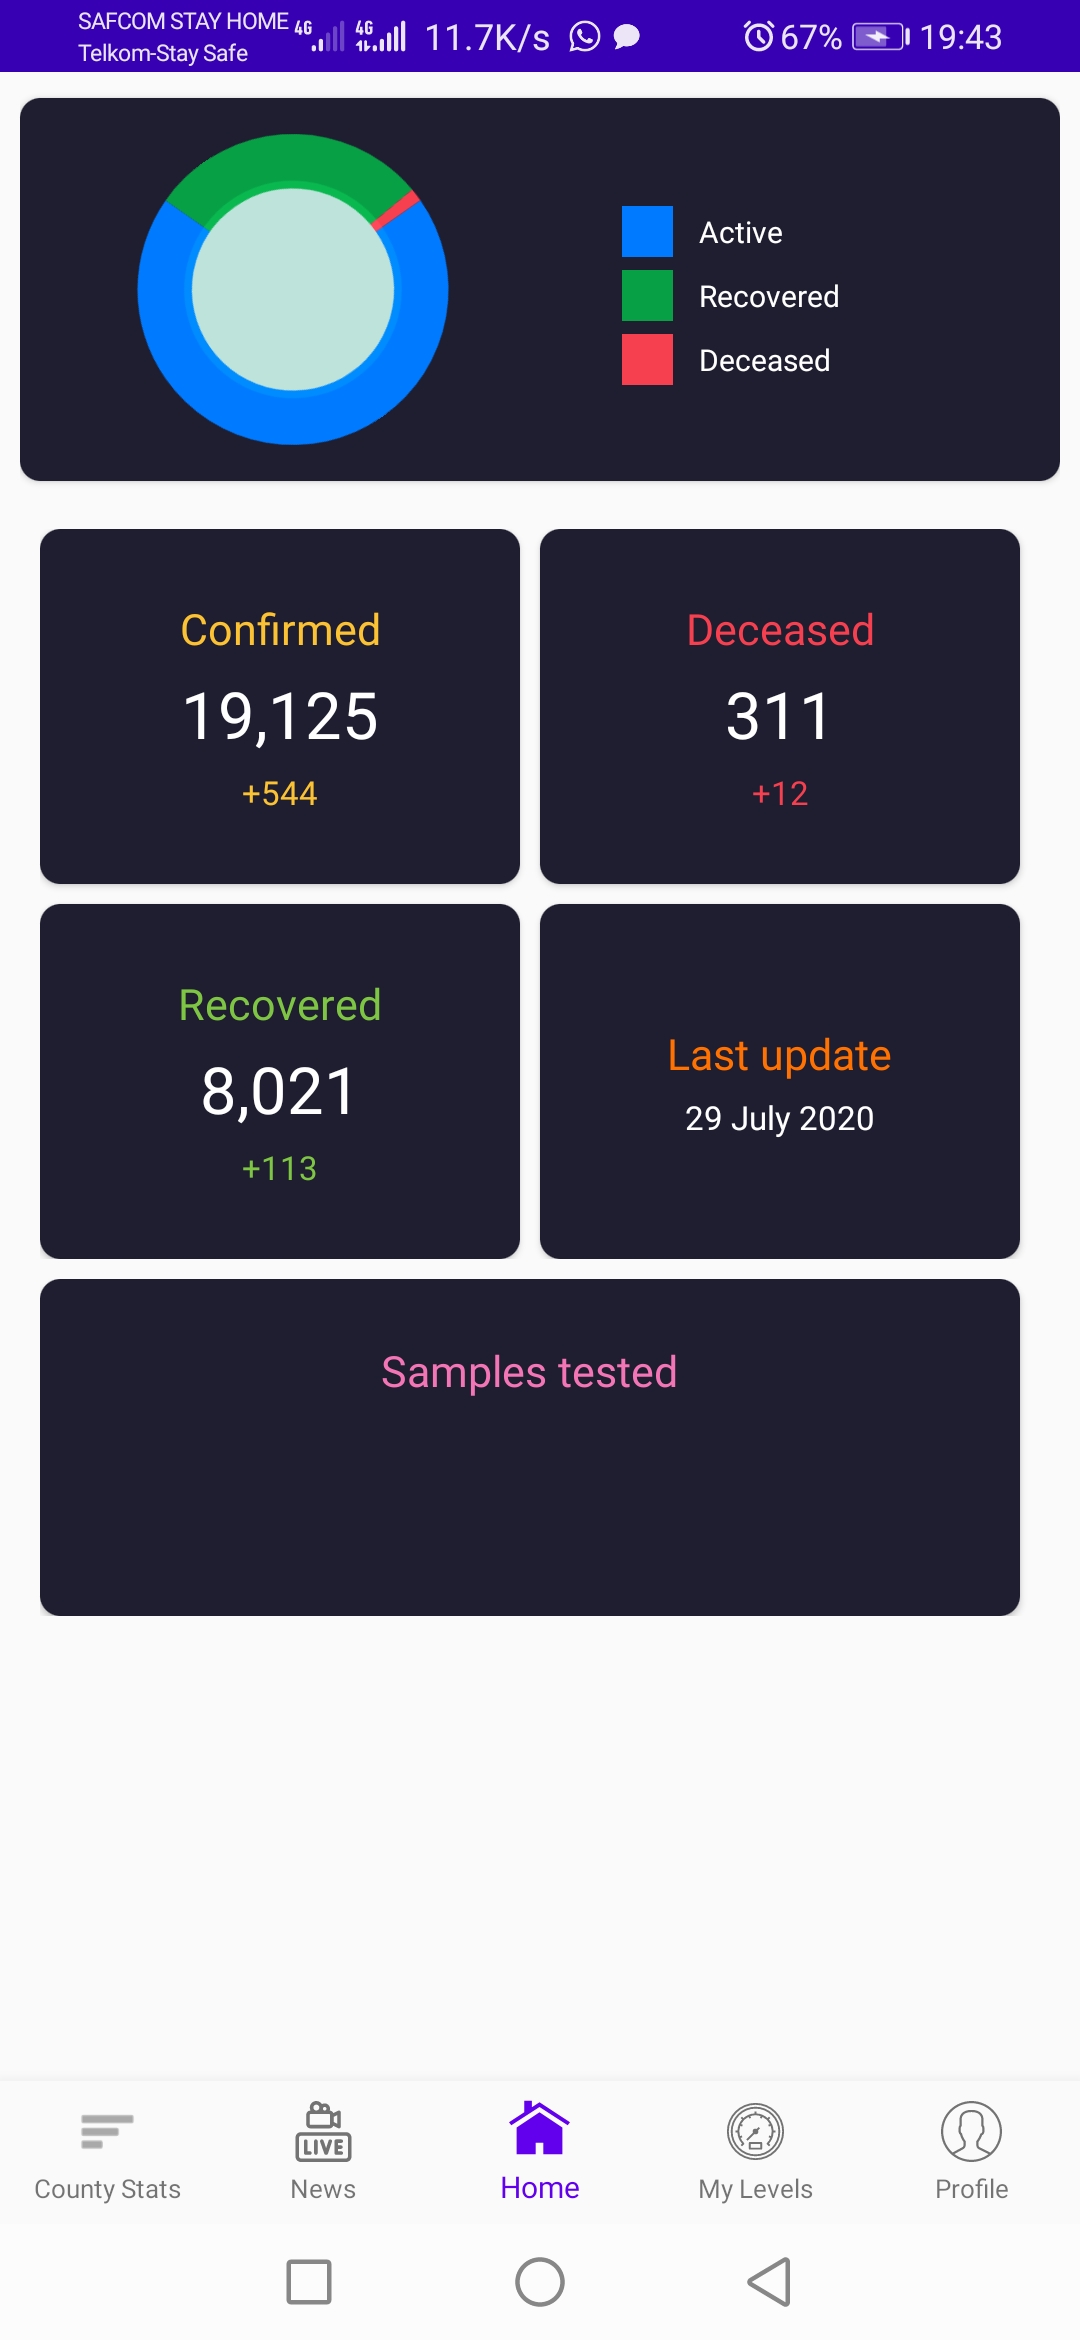 SAFCOM STAY HOME
Telkom-Stay Safe
4G
4G
11.7K/s
67%
19:43
Active
Recovered
Deceased
Confirmed
19,125
+544
Deceased
311
+12
Recovered
8,021
+113
Last update
29 July 2020
Samples tested
County Stats
LIVE
News
Home
My Levels
Profile